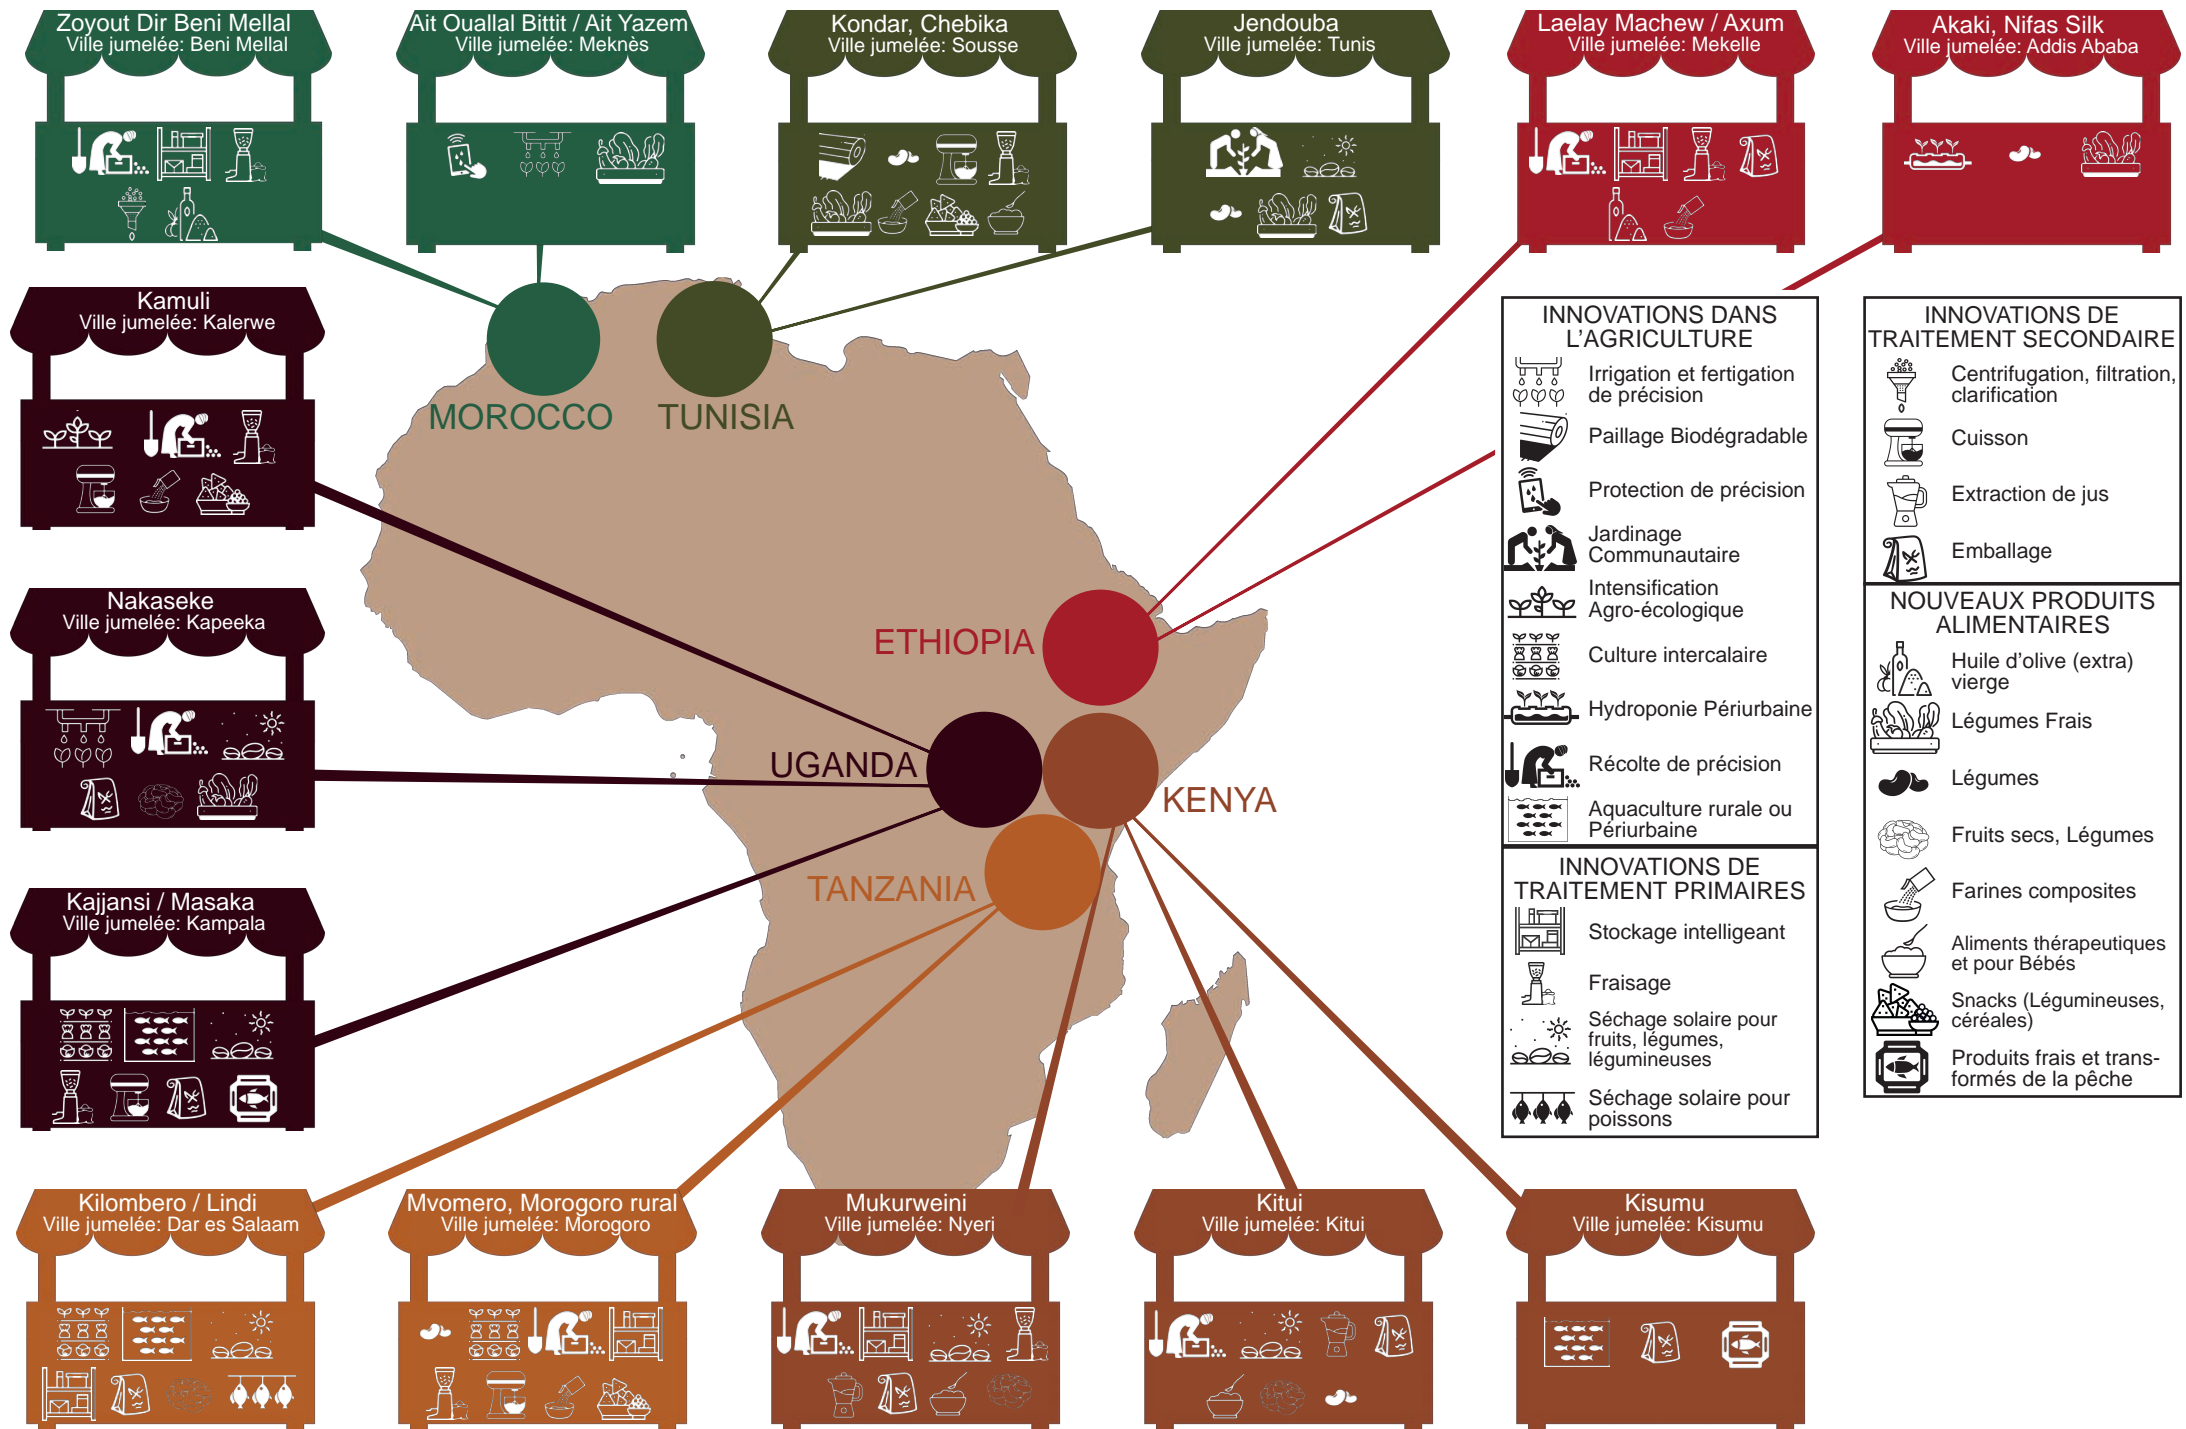 Zoyout Dir Beni Mellal
Ville jumelée: Beni Mellal
Ait Ouallal Bittit / Ait Yazem
Ville jumelée: Meknès
Kondar, Chebika
Ville jumelée: Sousse
Jendouba
Ville jumelée: Tunis
Laelay Machew / Axum
Ville jumelée: Mekelle
Akaki, Nifas Silk
Ville jumelée: Addis Ababa
Kamuli
Ville jumelée: Kalerwe
Nakaseke
Ville jumelée: Kapeeka
Kajjansi / Masaka
Ville jumelée: Kampala
MOROCCO
TUNISIA
ETHIOPIA
UGANDA
KENYA
TANZANIA
INNOVATIONS DANS
L'AGRICULTURE
Irrigation et fertigation
de précision
Paillage Biodégradable
Protection de précision
Jardinage
Communautaire
Intensification
Agro-écologique
Culture intercalaire
Hydroponie Périurbaine
Récolte de précision
Aquaculture rurale ou
Périurbaine
INNOVATIONS DE
TRAITEMENT PRIMAIRES
Stockage intelligeant
Fraisage
Séchage solaire pour
fruits, légumes,
légumineuses
Séchage solaire pour
poissons
INNOVATIONS DE
TRAITEMENT SECONDAIRE
Centrifugation, filtration,
clarification
Cuisson
Extraction de jus
Emballage
NOUVEAUX PRODUITS
ALIMENTAIRES
Huile d'olive (extra)
vierge
Légumes Frais
Légumes
Fruits secs, Légumes
Farines composites
Aliments thérapeutiques
et pour Bébés
Snacks (Légumineuses,
céréales)
Produits frais et trans-
formés de la pêche
Kilombero / Lindi
Ville jumelée: Dar es Salaam
Mvomero, Morogoro rural
Ville jumelée: Morogoro
Mukurweini
Ville jumelée: Nyeri
Kitui
Ville jumelée: Kitui
Kisumu
Ville jumelée: Kisumu